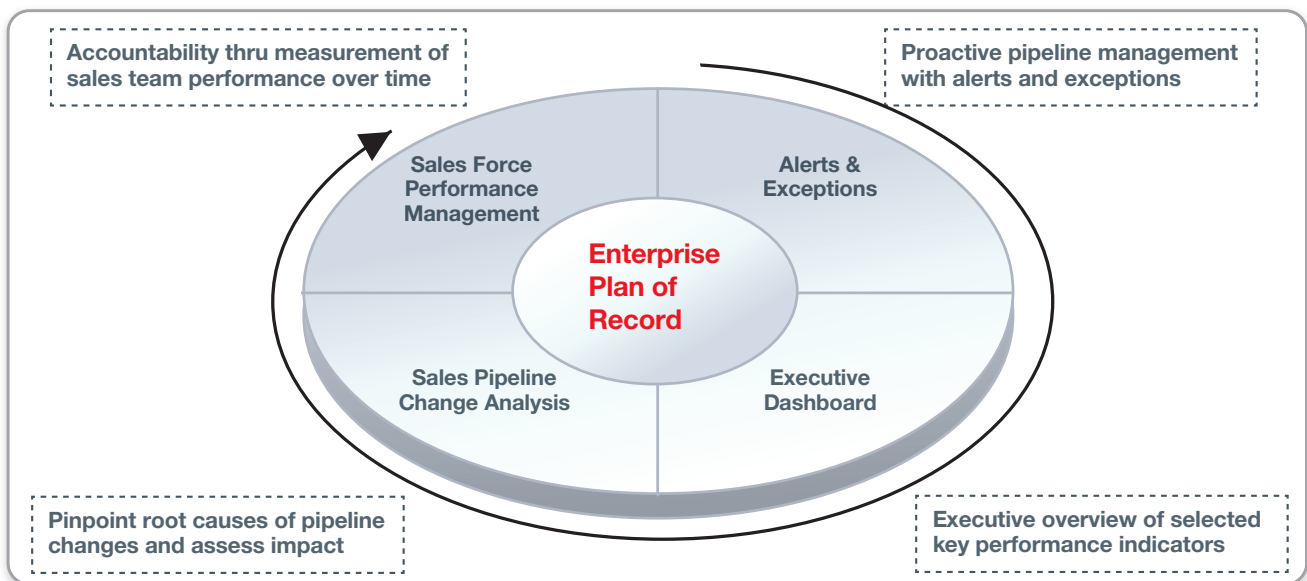 Accountability thru measurement of
sales team performance over time
Proactive pipeline management
with alerts and exceptions
Sales Force
Performance
Management
Alerts &
Exceptions
Enterprise
Plan of
Record
Sales Pipeline
Change Analysis
Executive
Dashboard
Pinpoint root causes of pipeline
changes and assess impact
Executive overview of selected
key performance indicators